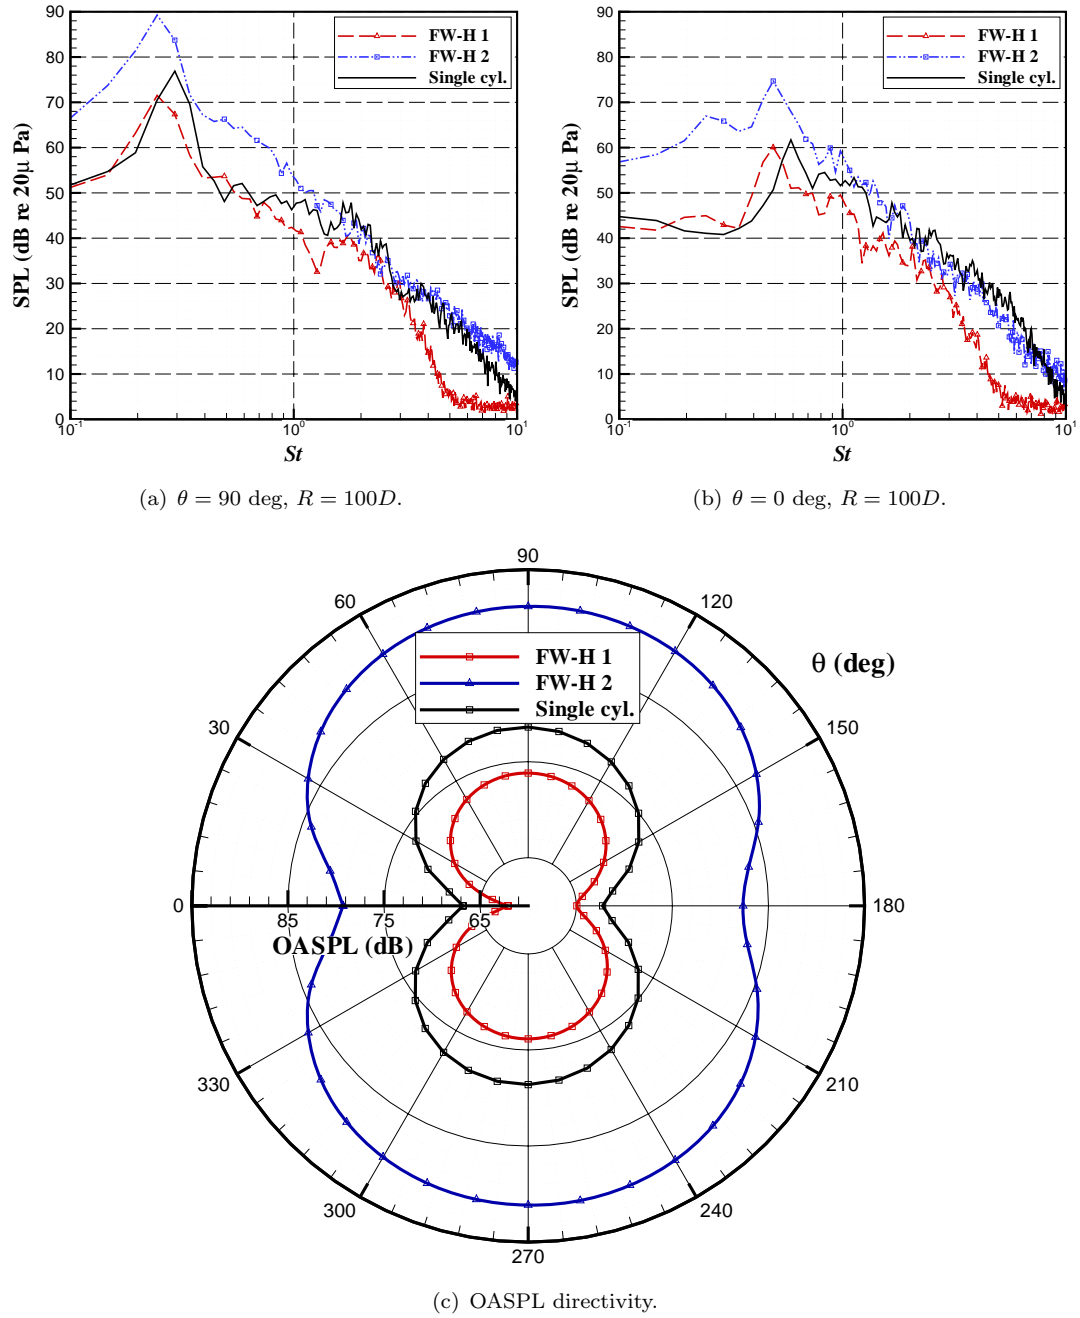 90
80
70
60
50
40
30
20
10
0
SPL (dB re 20μ Pa)
FW-H 1
FW-H 2
Single cyl.
10-1
100
101
St
90
80
70
60
50
40
30
20
10
0
SPL (dB re 20μ Pa)
FW-H 1
FW-H 2
Single cyl.
10-1
100
101
St
(a) θ = 90 deg, R = 100D.
(b) θ = 0 deg, R = 100D.
90
60
120
FW-H 1
FW-H 2
Single cyl.
θ (deg)
30
150
0
180
85
75
65
OASPL (dB)
330
210
300
240
270
(c) OASPL directivity.